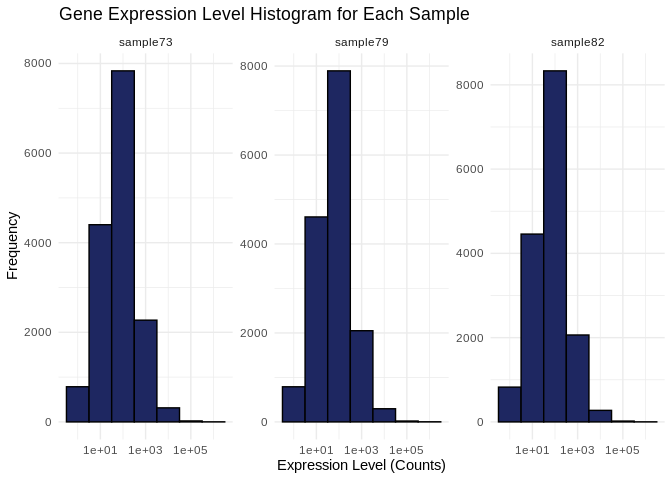 Gene Expression Level Histogram for Each Sample
sample73
sample79
sample82
Frequency
8000
6000
4000
2000
0
8000
6000
4000
2000
0
8000
6000
4000
2000
0
1e+01 1e+03 1e+05
1e+01 1e+03 1e+05
1e+01 1e+03 1e+05
Expression Level (Counts)